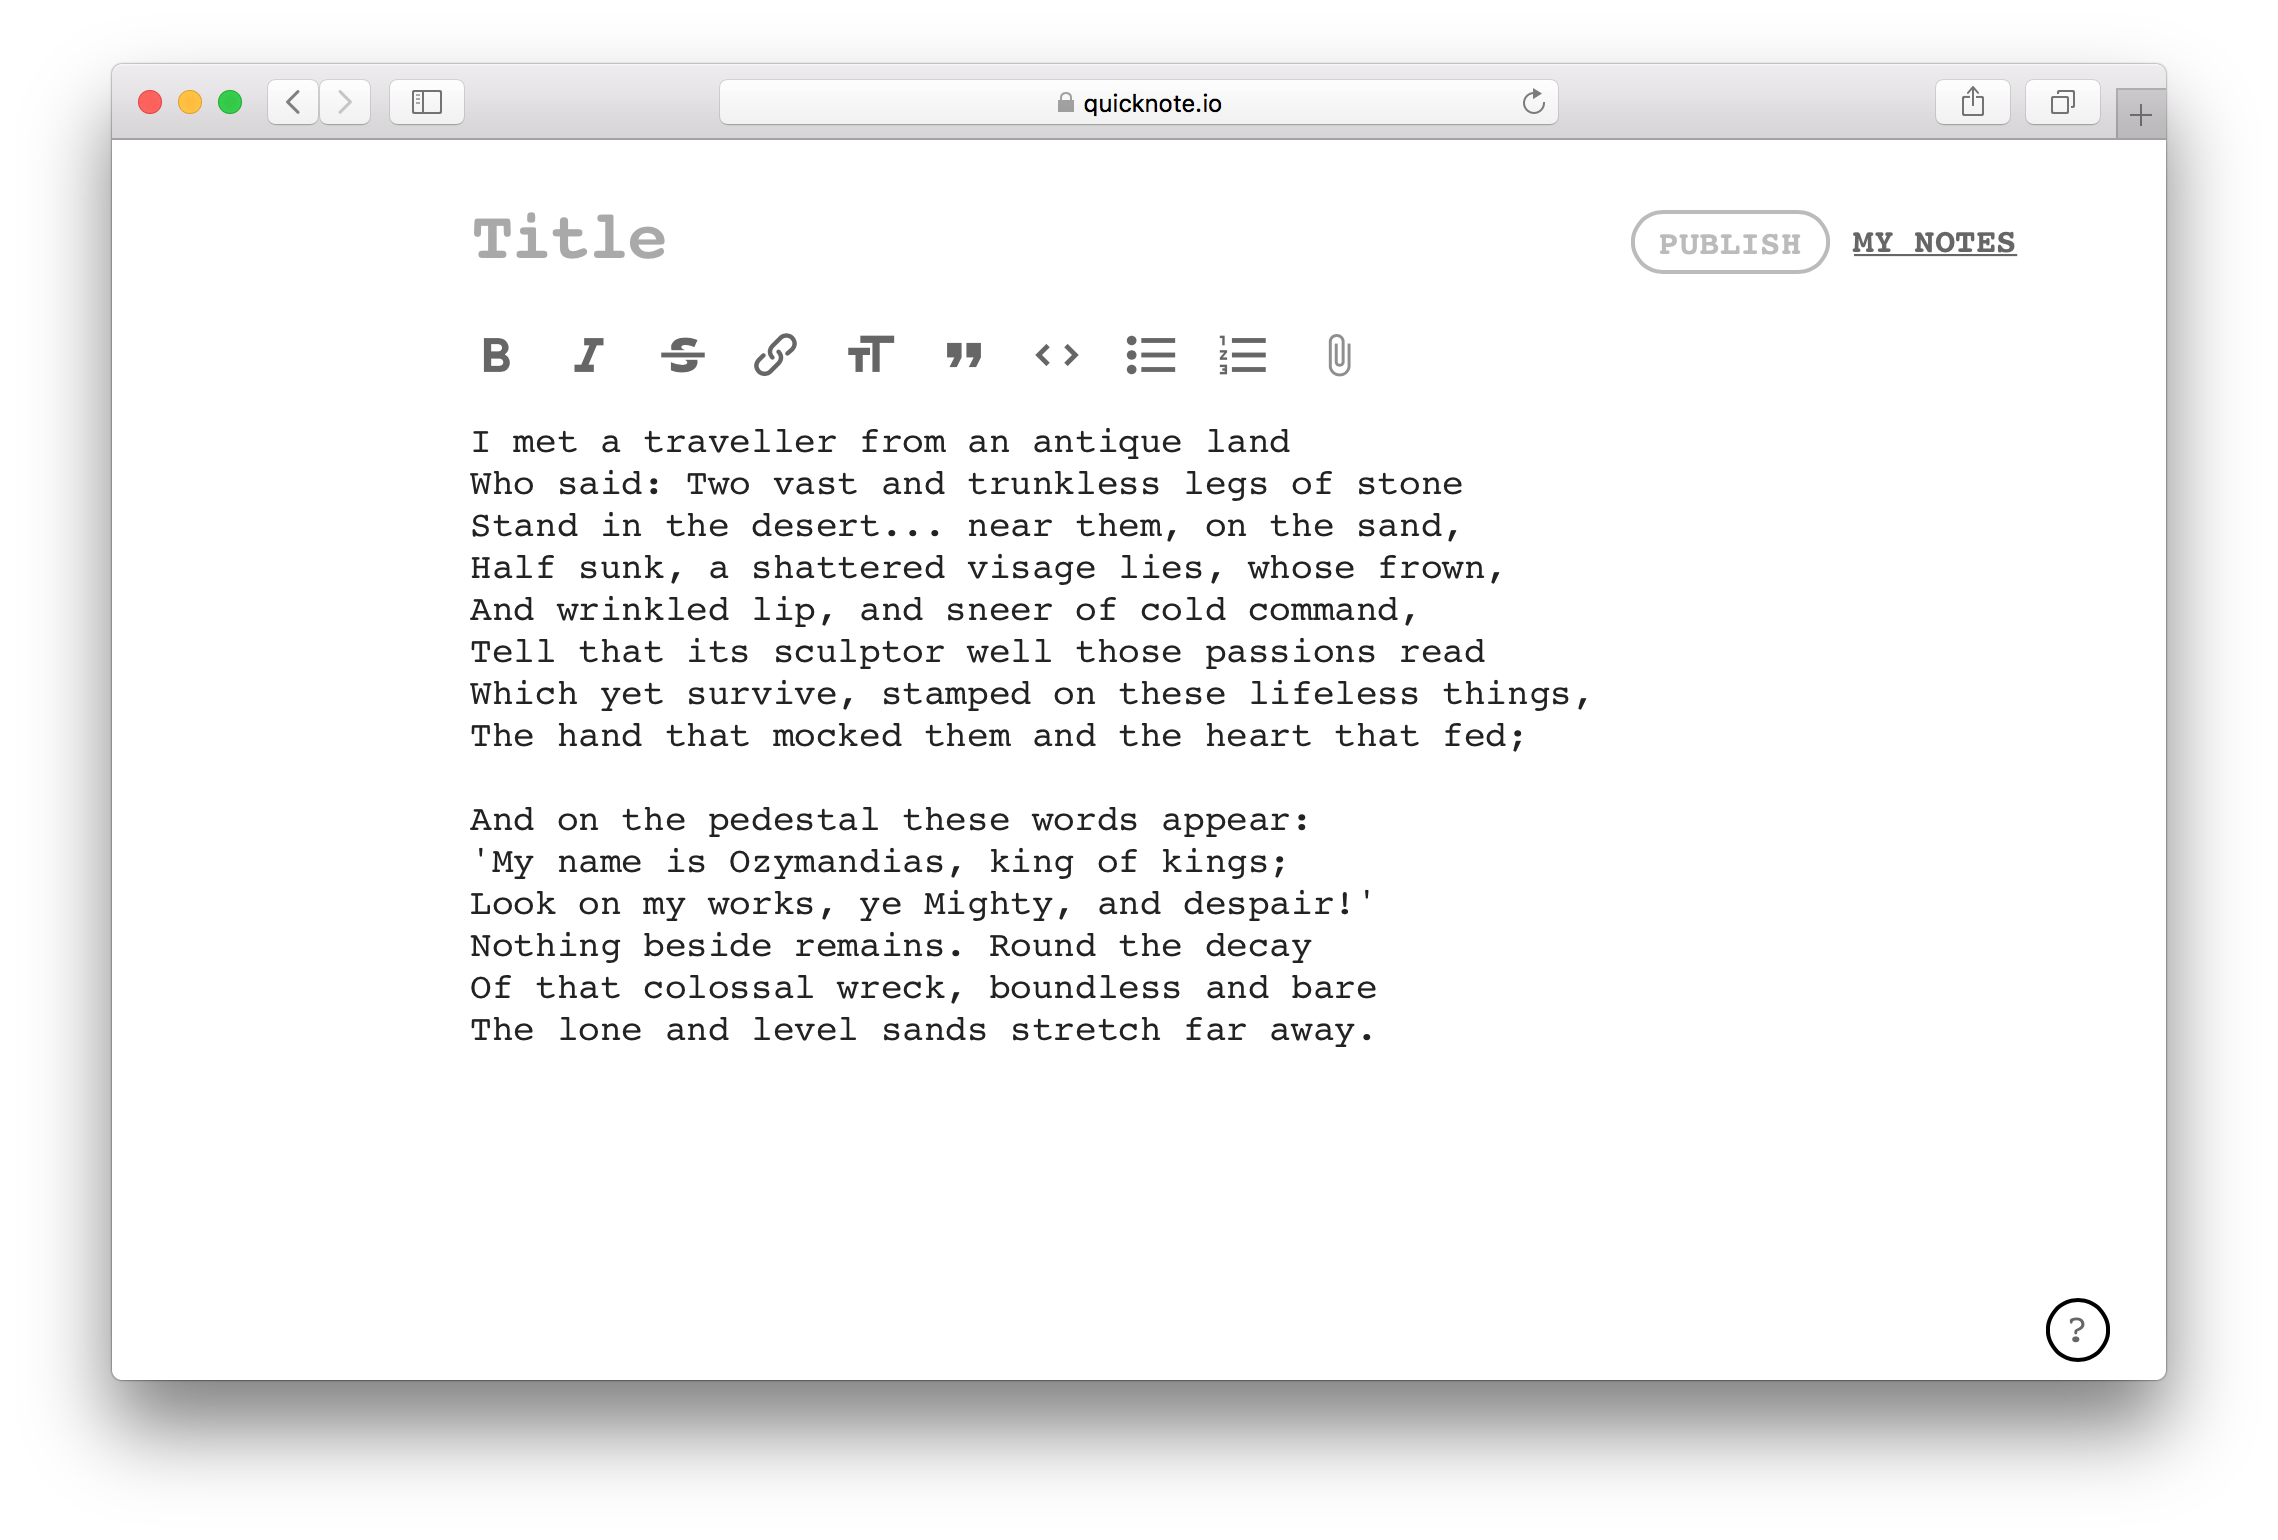 quicknote.io
Title
PUBLISH MY NOTES
I met a traveller from an antique land
Who said: Two vast and trunkless legs of stone
Stand in the desert... near them, on the sand,
Half sunk, a shattered visage lies, whose frown,
And wrinkled lip, and sneer of cold command,
Tell that its sculptor well those passions read
Which yet survive, stamped on these lifeless things,
The hand that mocked them and the heart that fed;
And on the pedestal these words appear:
'My name is Ozymandias, king of kings;
Look on my works, ye Mighty, and despair!'
Nothing beside remains. Round the decay
Of that colossal wreck, boundless and bare
The lone and level sands stretch far away.
?